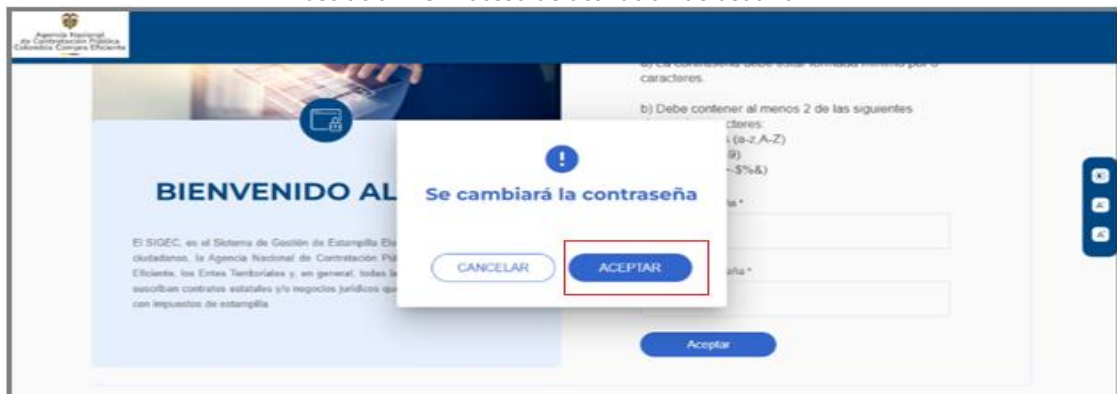 Agencia Nacional
de Contratación Pública
Colombia Compra Eficiente
caracteres.
b) Debe contener al menos 2 de las siguientes
(a-z,A-Z)
BIENVENIDO AL
Se cambiará la contraseña
CANCELAR
ACEPTAR
El SIGEC, es el Sistema de Gestión de Estampilla
ciudadanos, la Agencia Nacional de Contratación
Eficiente, los Entes Territoriales y, en general, todas
suscriban contratos estatales y/o negocios jurídicos
con impuestos de estampilla.
Aceptar